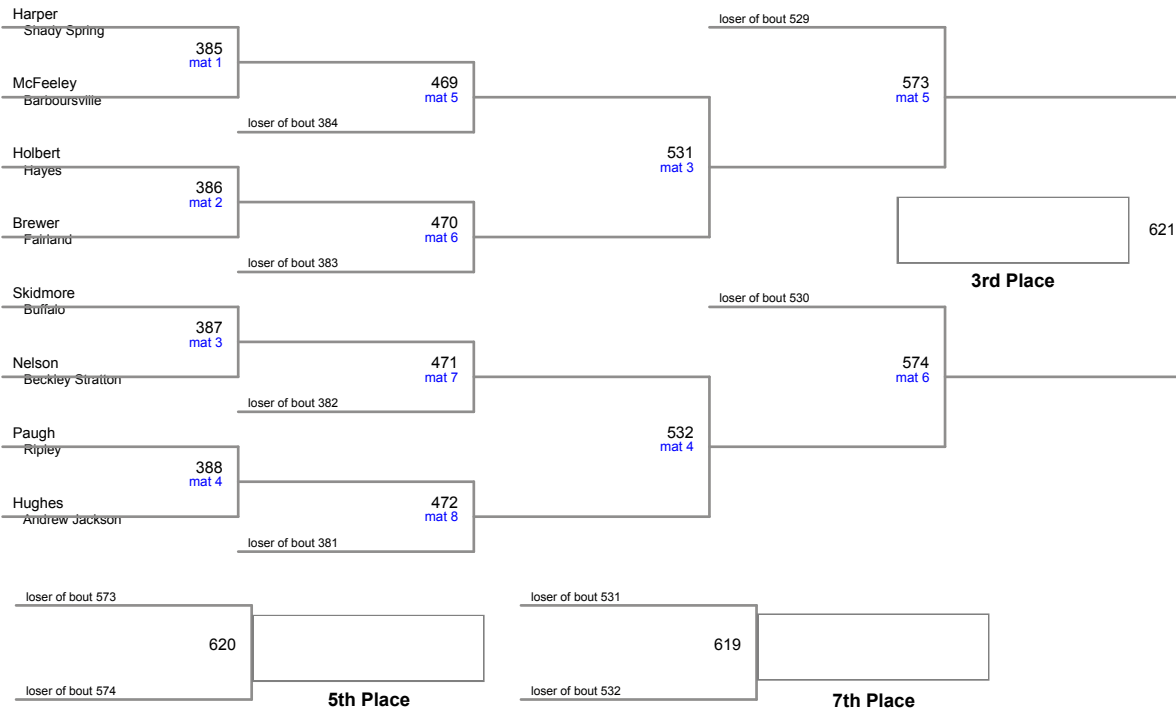 Harper
Shady Spring
385
mat 1
McFeeley
Barboursville
469
mat 5
loser of bout 384
Holbert
Hayes
386
mat 2
Brewer
Fairland
470
mat 6
loser of bout 383
531
mat 3
loser of bout 529
573
mat 5
621
3rd Place
Skidmore
Buffalo
387
mat 3
Nelson
Beckley Stratton
471
mat 7
loser of bout 382
Paugh
Ripley
388
mat 4
Hughes
Andrew Jackson
472
mat 8
loser of bout 381
532
mat 4
loser of bout 530
574
mat 6
loser of bout 573
620
loser of bout 574
5th Place
loser of bout 531
619
loser of bout 532
7th Place